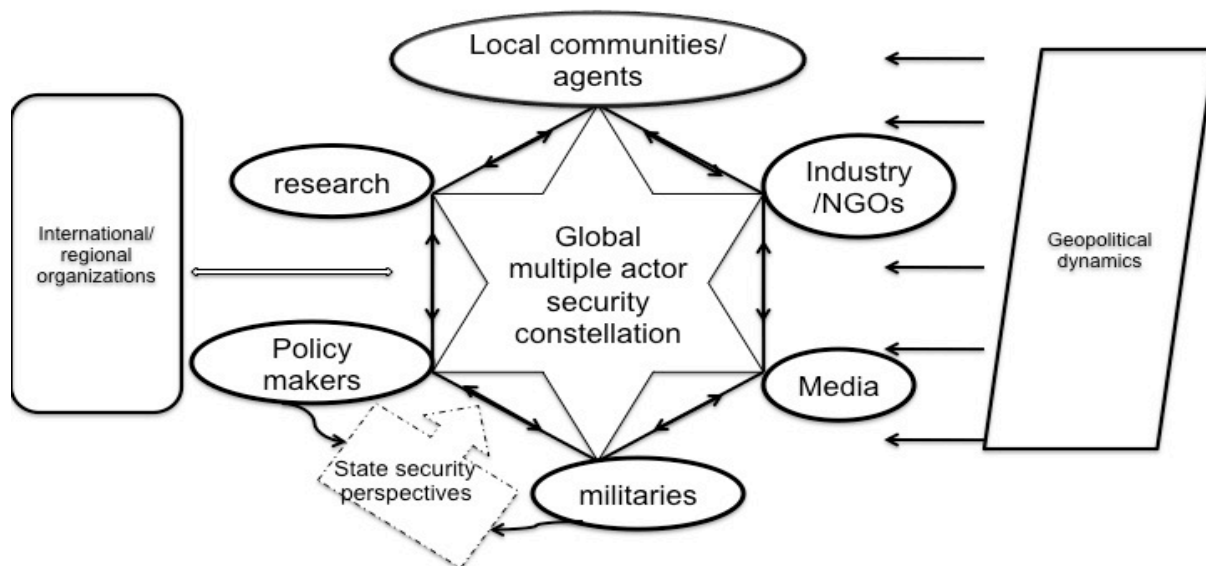 Local communities/
agents
research
Industry
/NGOs
International/
regional
organizations
Global
multiple actor
security
constellation
Geopolitical
dynamics
Policy
makers
Media
State security
perspectives
militaries